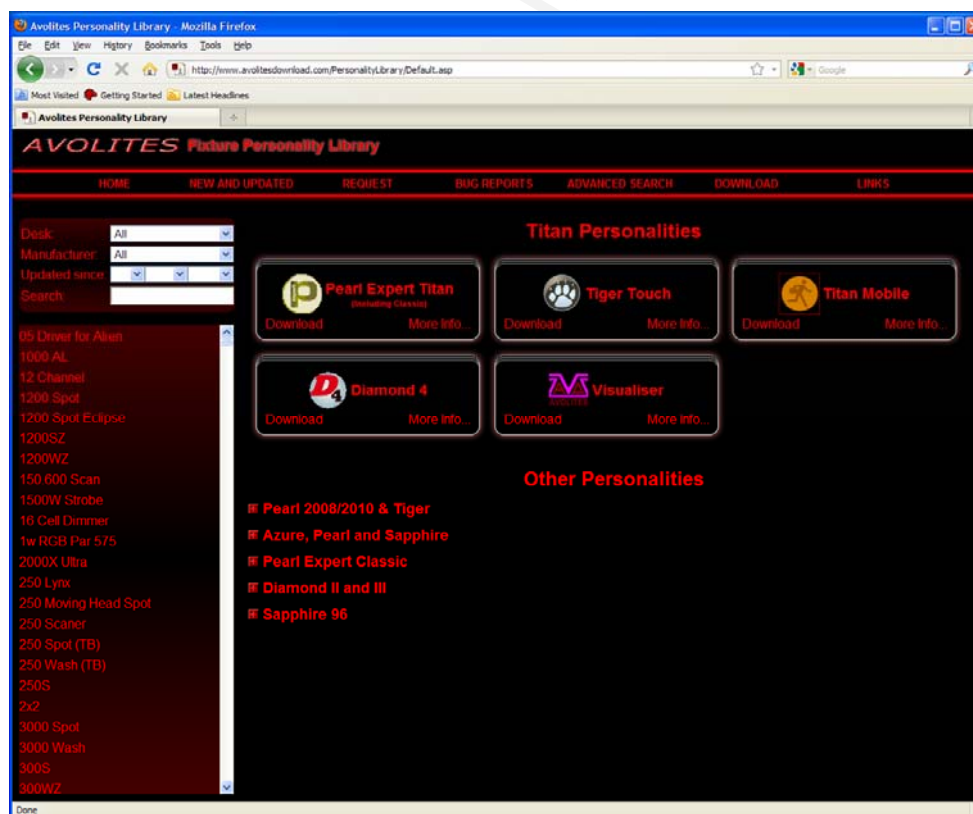 Avolites Personality Library - Mozilla Firefox
File Edit View History Bookmarks Tools Help
http://www.avolitesdownload.com/PersonalityLibrary/Default.asp
Google
Most Visited Getting Started Latest Headlines
Avolites Personality Library
AVOLITES Fixture Personality Library
HOME NEW AND UPDATED REQUEST BUG REPORTS ADVANCED SEARCH DOWNLOAD LINKS
Desk: All
Manufacturer: All
Updated since:
Search:
05 Driver for Alien
1000 AL
12 Channel
1200 Spot
1200 Spot Eclipse
1200SZ
1200WZ
150.600 Scan
1500W Strobe
16 Cell Dimmer
1w RGB Par 575
2000X Ultra
250 Lynx
250 Moving Head Spot
250 Scaner
250 Spot (TB)
250 Wash (TB)
250S
2x2
3000 Spot
3000 Wash
300S
300WZ
Titan Personalities
Pearl Expert Titan
(Including Classic)
Download More Info...
Tiger Touch
Download More Info...
Titan Mobile
Download More Info...
D4 Diamond 4
Download More Info...
AVOLITES Visualiser
Download More Info...
Other Personalities
Pearl 2008/2010 & Tiger
Azure, Pearl and Sapphire
Pearl Expert Classic
Diamond II and III
Sapphire 96
Done